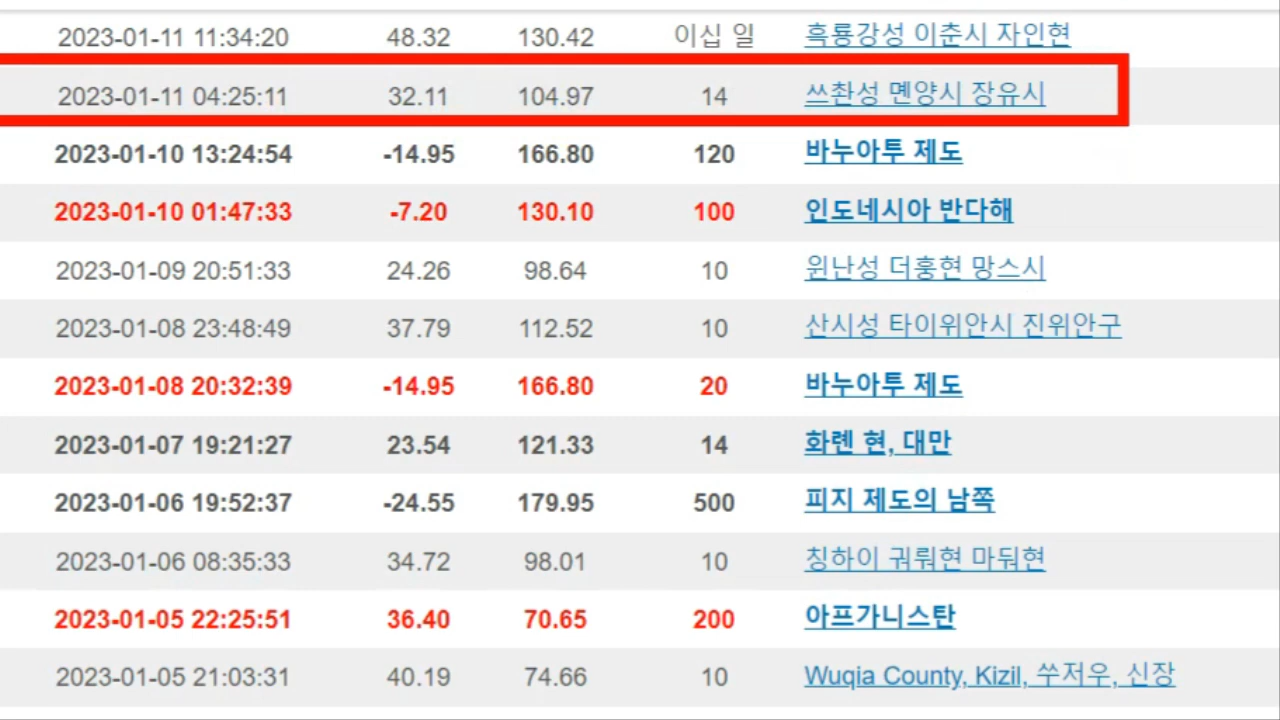 2023-01-11 11:34:20 48.32 130.42 이십 일 흑룡강성 이춘시 자인현
2023-01-11 04:25:11 32.11 104.97 14 쓰촨성 몐양시 장유시
2023-01-10 13:24:54 -14.95 166.80 120 바누아투 제도
2023-01-10 01:47:33 -7.20 130.10 100 인도네시아 반다해
2023-01-09 20:51:33 24.26 98.64 10 윈난성 더훙현 망스시
2023-01-08 23:48:49 37.79 112.52 10 산시성 타이위안시 진위안구
2023-01-08 20:32:39 -14.95 166.80 20 바누아투 제도
2023-01-07 19:21:27 23.54 121.33 14 화롄 현, 대만
2023-01-06 19:52:37 -24.55 179.95 500 피지 제도의 남쪽
2023-01-06 08:35:33 34.72 98.01 10 칭하이 궈뤄현 마둬현
2023-01-05 22:25:51 36.40 70.65 200 아프가니스탄
2023-01-05 21:03:31 40.19 74.66 10 Wuqia County, Kizil, 쑤저우, 신장